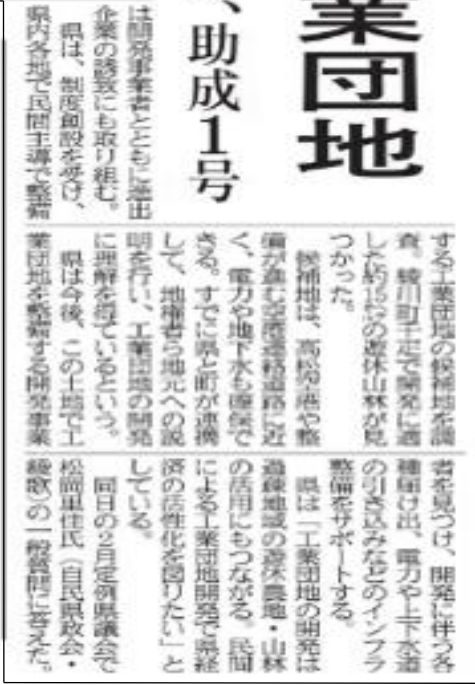 業団地
、助成1号
は開発事業者とともに進出
企業の誘致にも取り組む。
県は、制度創設を受け、
県内各地で民間主導で整備
する工業団地の候補地を調
査。綾川町千疋で開発に適
した約15㌶の遊休山林が見
つかった。
候補地は、高松空港や整
備が進む空港連絡道路に近
く、電力や地下水も確保で
きる。すでに県と町が連携
して、地権者ら地元への説
明を行い、工業団地の開発
に理解を得ているという。
県は今後、この土地で工
業団地を整備する開発事業
者を見つけ、開発に伴う各
種届け出、電力や上下水道
の引き込みなどのインフラ
整備をサポートする。
県は「工業団地の開発は
過疎地域の遊休農地・山林
の活用にもつながる。民間
による工業団地開発で県経
済の活性化を図りたい」と
している。
同日の2月定例県議会で
松岡里佳氏（自民県政会・
綾歌）の一般質問に答えた。